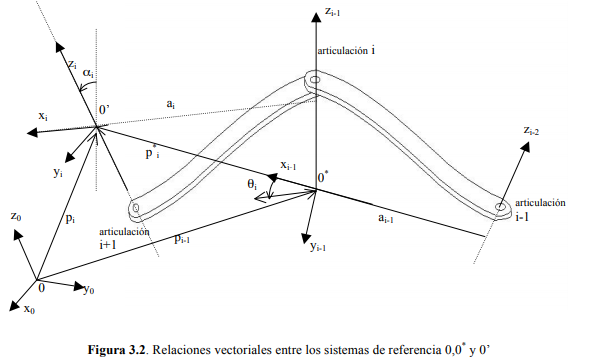 z_{i-1}
articulación i
z_i
α_i
0'
a_i
x_i
z_{i-2}
p*_i
x_{i-1}
0*
y_i
θ_i
articulación
i-1
a_{i-1}
z_0
p_i
articulación
i+1
p_{i-1}
y_{i-1}
0
y_0
x_0
Figura 3.2. Relaciones vectoriales entre los sistemas de referencia 0,0* y 0'